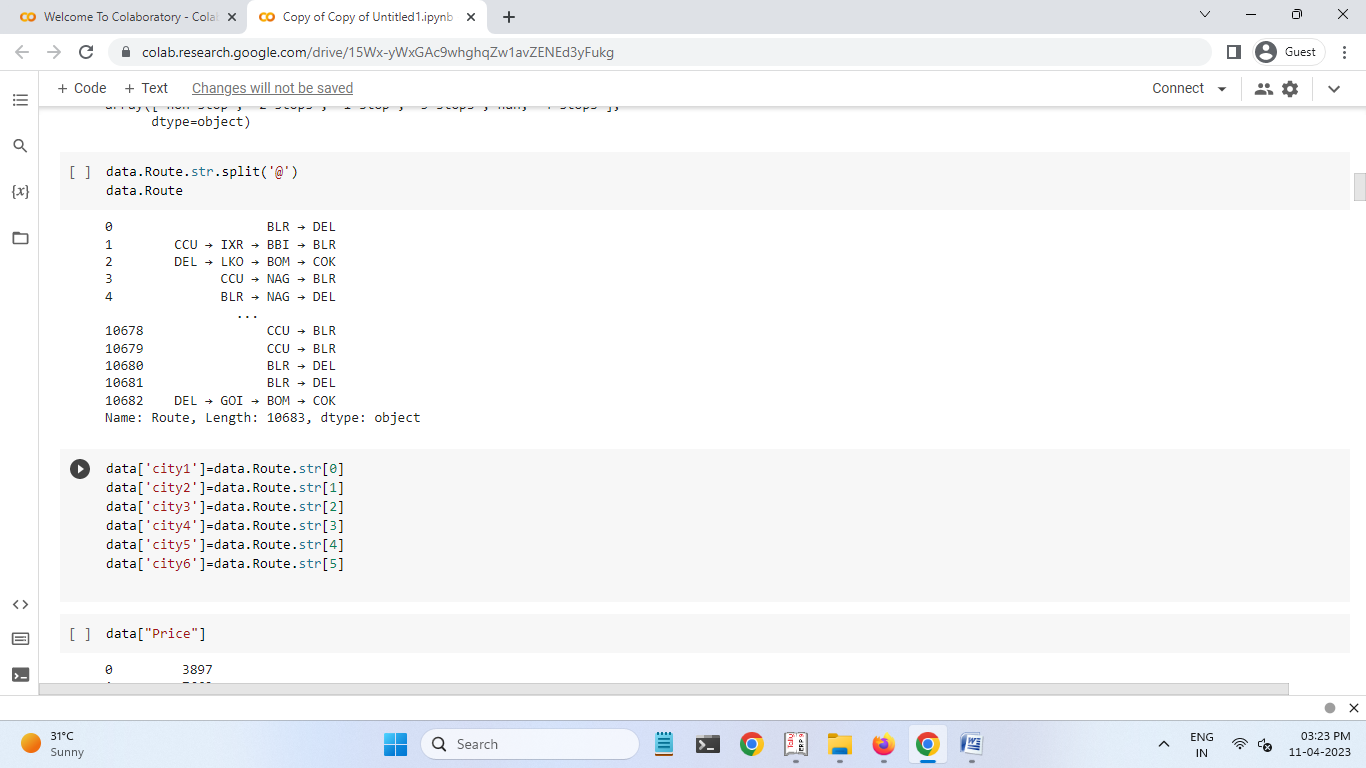 Welcome To Colaboratory - Cola
Copy of Copy of Untitled1.ipynb
colab.research.google.com/drive/15Wx-yWxGAc9whghqZw1avZENEd3yFukg
Guest
+ Code + Text Changes will not be saved
Connect
dtype=object)
[ ] data.Route.str.split('@')
data.Route
0 BLR → DEL
1 CCU → IXR → BBI → BLR
2 DEL → LKO → BOM → COK
3 CCU → NAG → BLR
4 BLR → NAG → DEL
...
10678 CCU → BLR
10679 CCU → BLR
10680 BLR → DEL
10681 BLR → DEL
10682 DEL → GOI → BOM → COK
Name: Route, Length: 10683, dtype: object
data['city1']=data.Route.str[0]
data['city2']=data.Route.str[1]
data['city3']=data.Route.str[2]
data['city4']=data.Route.str[3]
data['city5']=data.Route.str[4]
data['city6']=data.Route.str[5]
[ ] data["Price"]
0 3897
31°C
Sunny
Search
ENG
IN
03:23 PM
11-04-2023